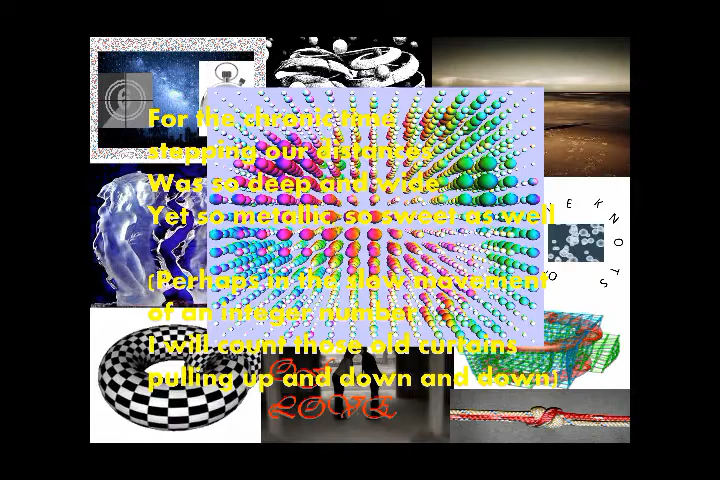 For the chronic time
stepping our distances
Was so deep and wide
Yet so metallic, so sweet as well
(Perhaps in the slow movement
of an integer number
I will count those old curtains
pulling up and down and down)
LOVE
E K N O T S